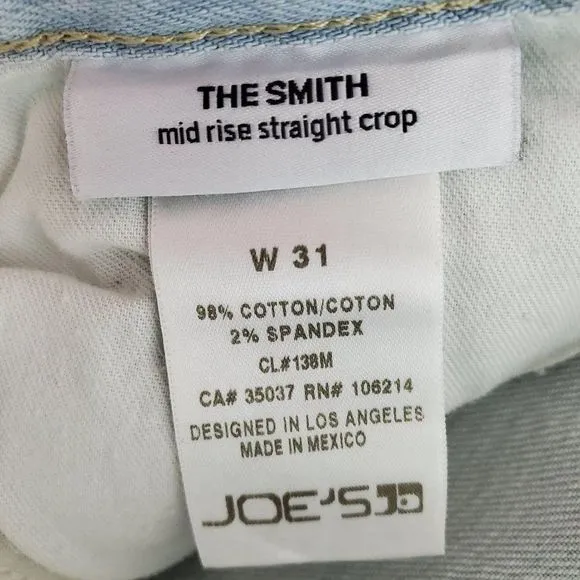 THE SMITH
mid rise straight crop
W 31
98% COTTON/COTON
2% SPANDEX
CL#138M
CA# 35037 RN# 106214
DESIGNED IN LOS ANGELES
MADE IN MEXICO
JOE'S